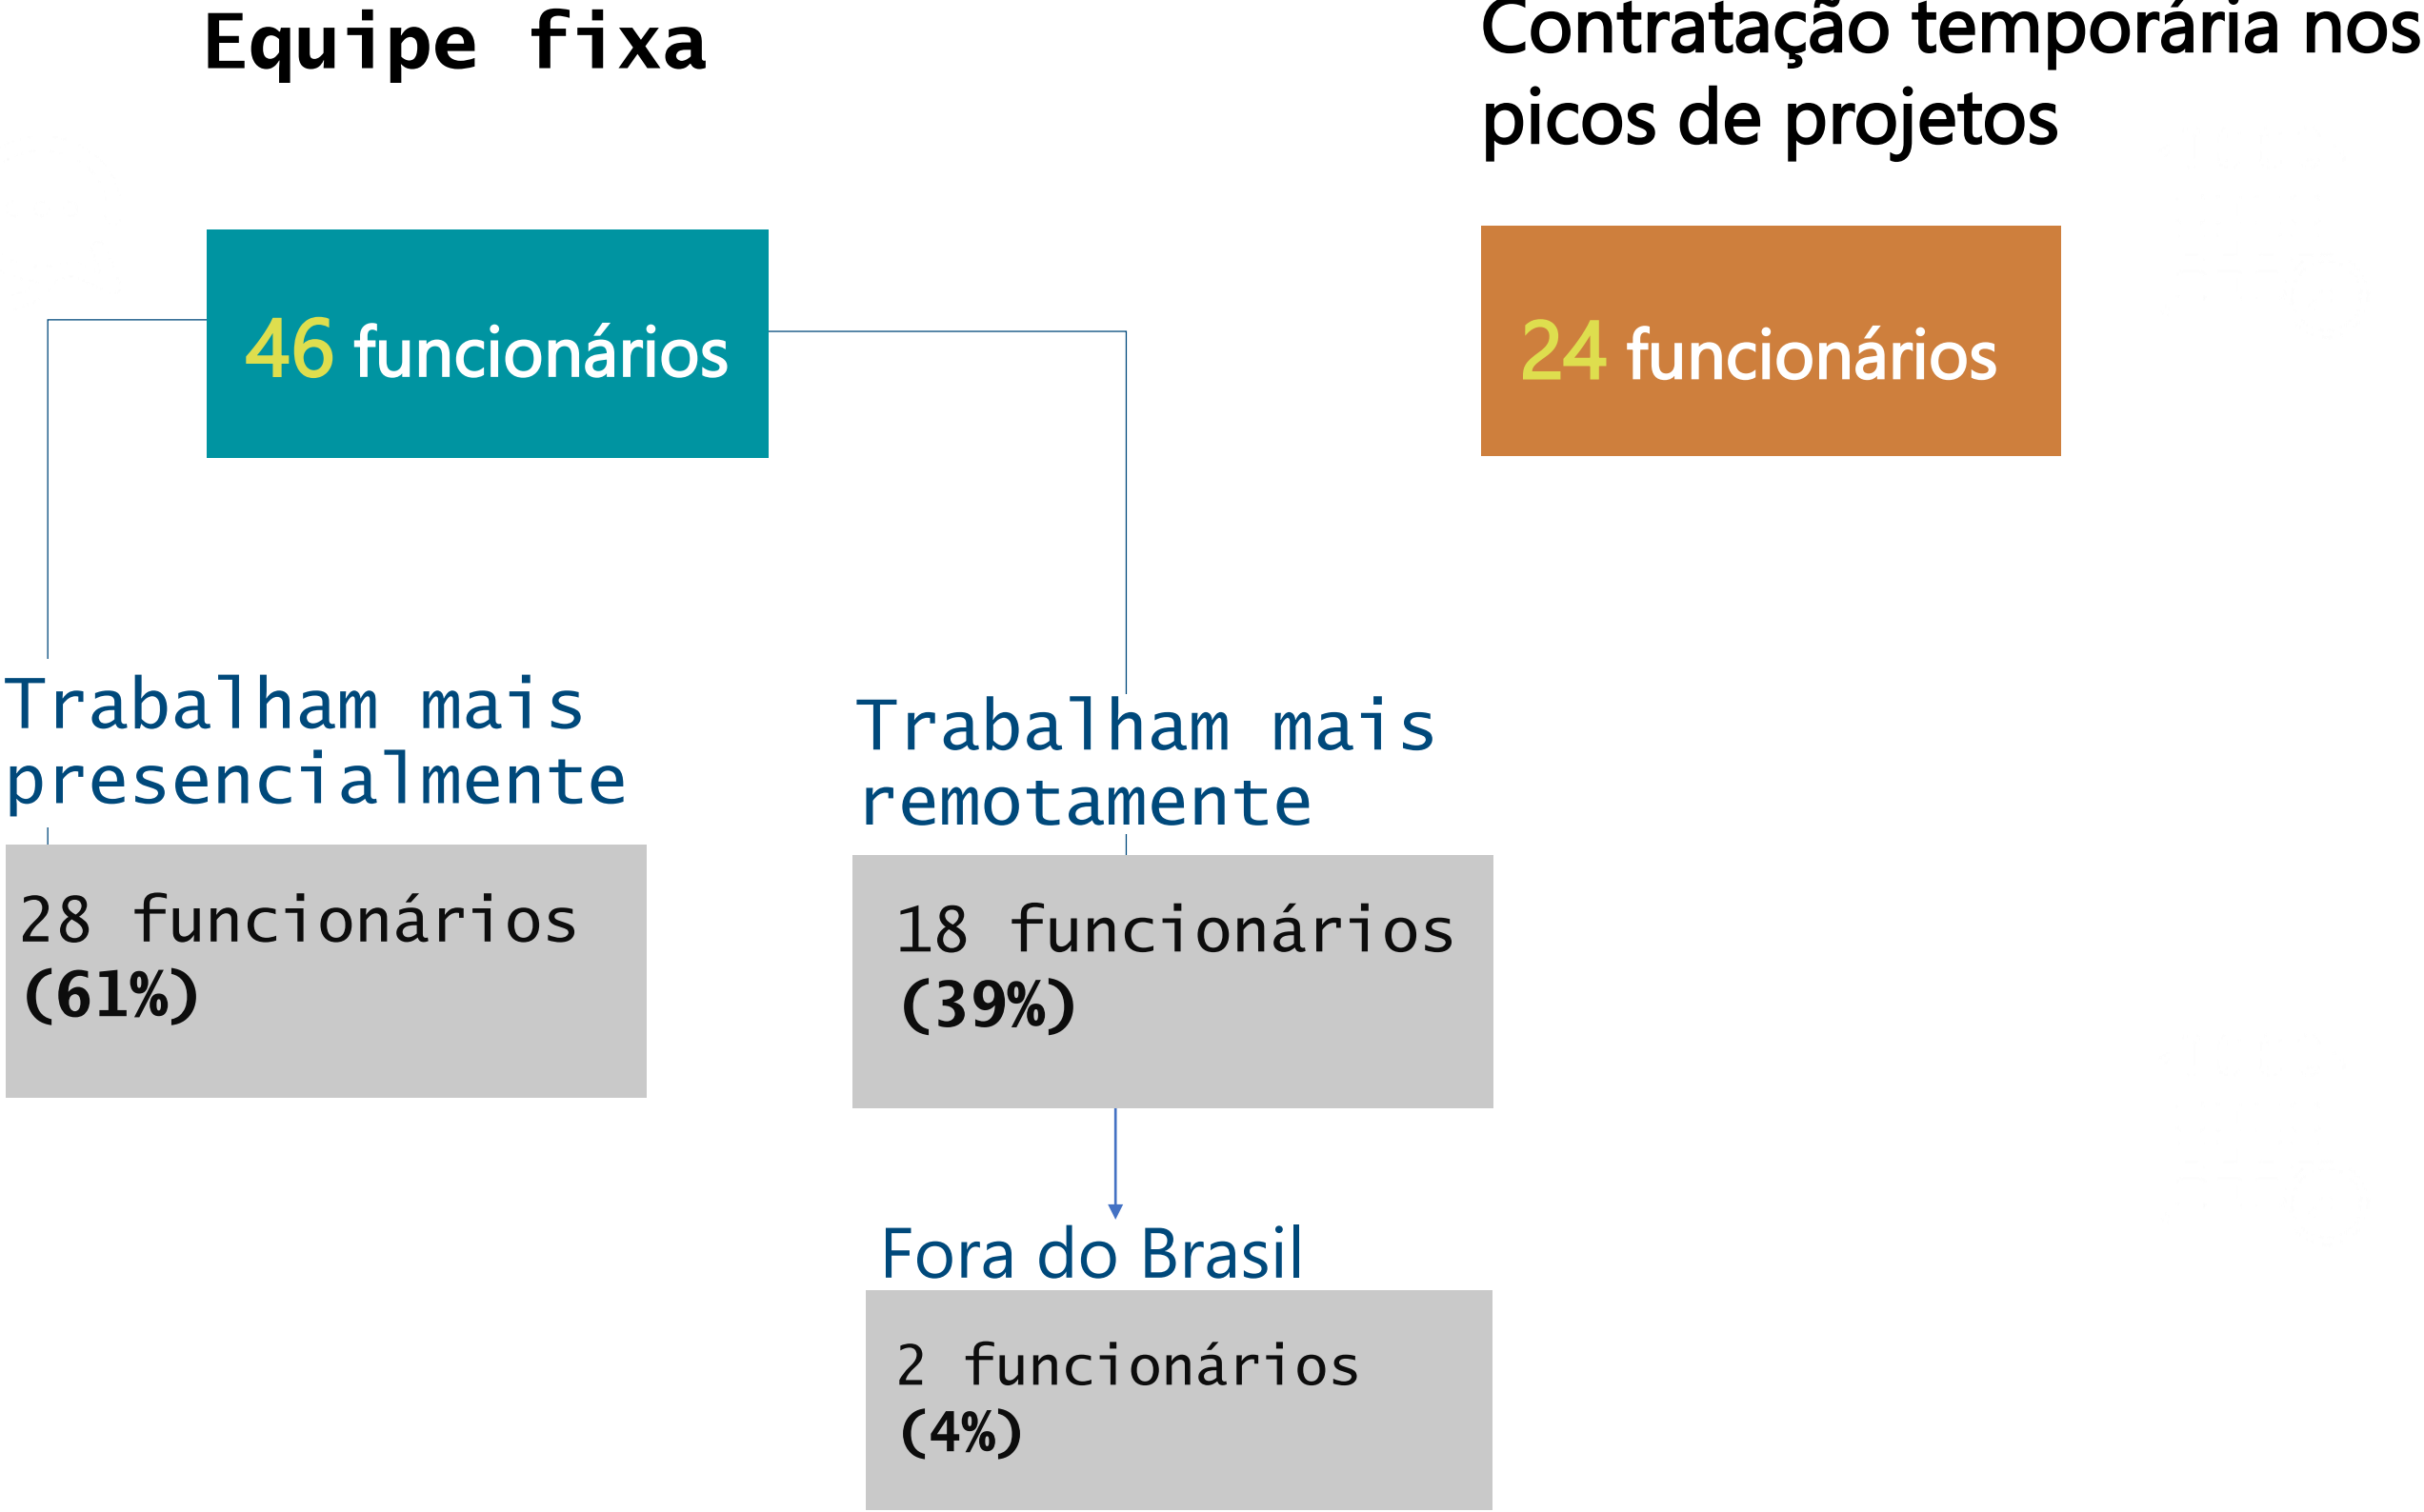 Equipe fixa
Contratação temporária nos
picos de projetos
46 funcionários
24 funcionários
Trabalham mais
presencialmente
28 funcionários
(61%)
Trabalham mais
remotamente
18 funcionários
(39%)
Fora do Brasil
2 funcionários
(4%)